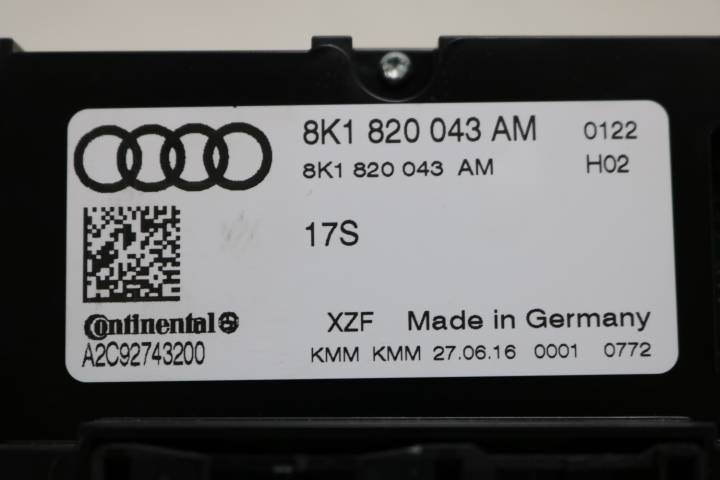 8K1 820 043 AM 0122
8K1 820 043 AM H02
17S
Continental
XZF Made in Germany
A2C92743200
KMM KMM 27.06.16 0001 0772